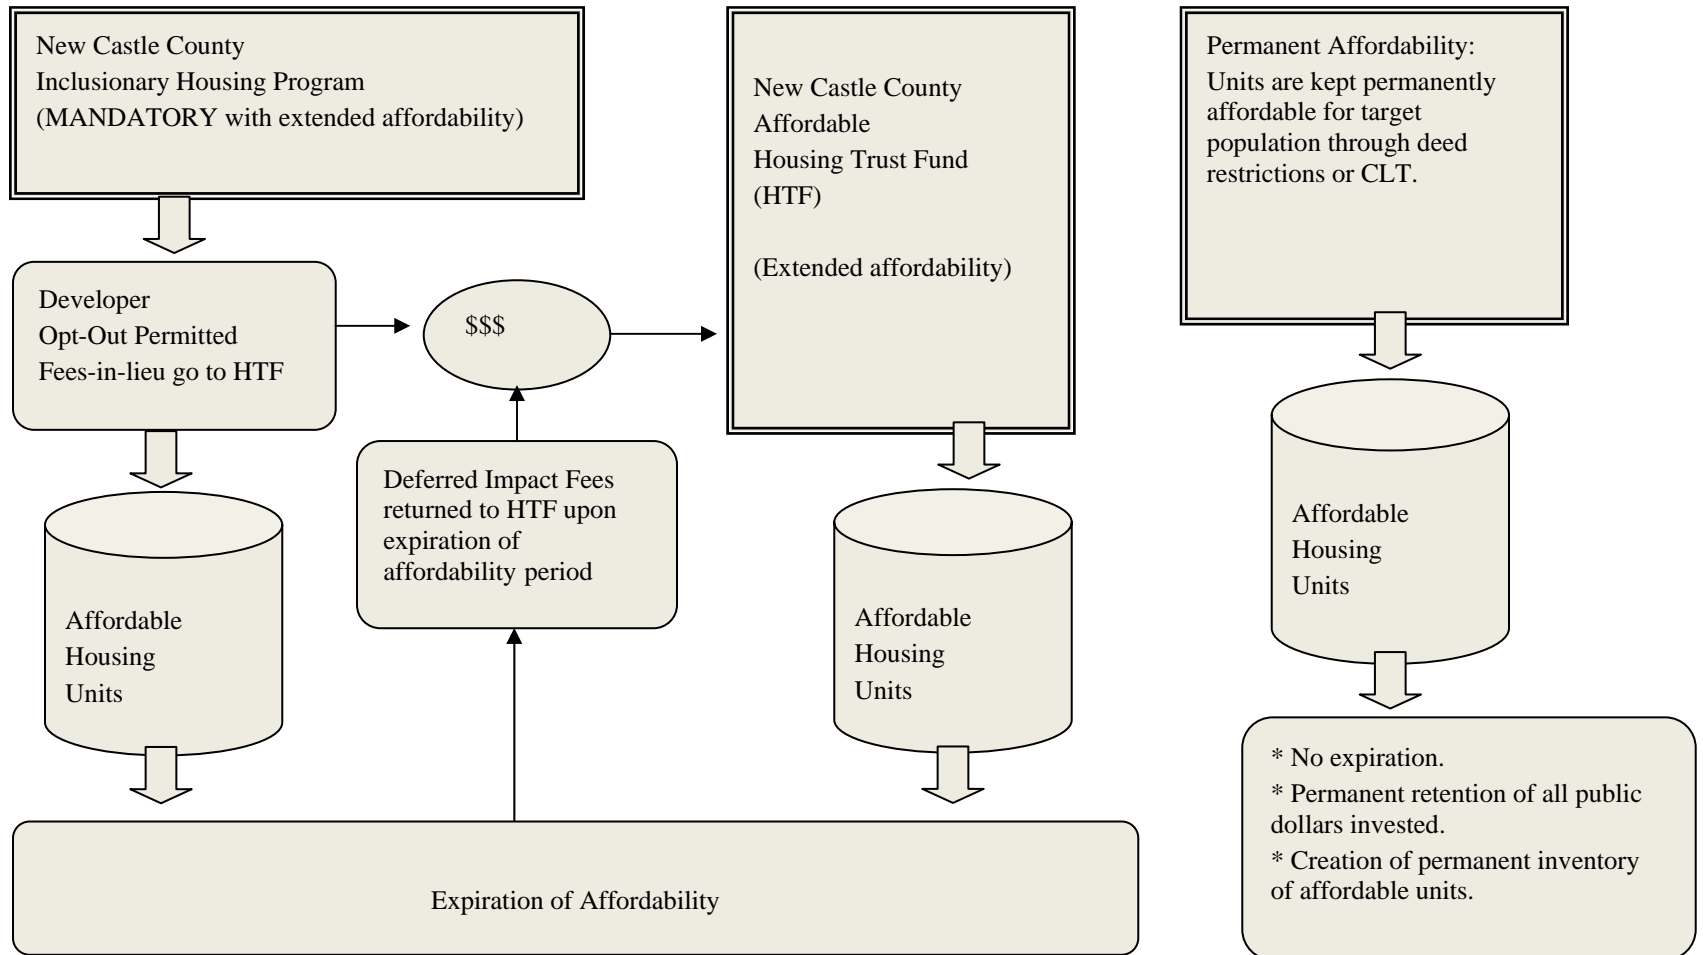 New Castle County
Inclusionary Housing Program
(MANDATORY with extended affordability)
Developer
Opt-Out Permitted
Fees-in-lieu go to HTF
$$$
Deferred Impact Fees
returned to HTF upon
expiration of
affordability period
Affordable
Housing
Units
New Castle County
Affordable
Housing Trust Fund
(HTF)
(Extended affordability)
Affordable
Housing
Units
Expiration of Affordability
Permanent Affordability:
Units are kept permanently
affordable for target
population through deed
restrictions or CLT.
Affordable
Housing
Units
* No expiration.
* Permanent retention of all public
dollars invested.
* Creation of permanent inventory
of affordable units.